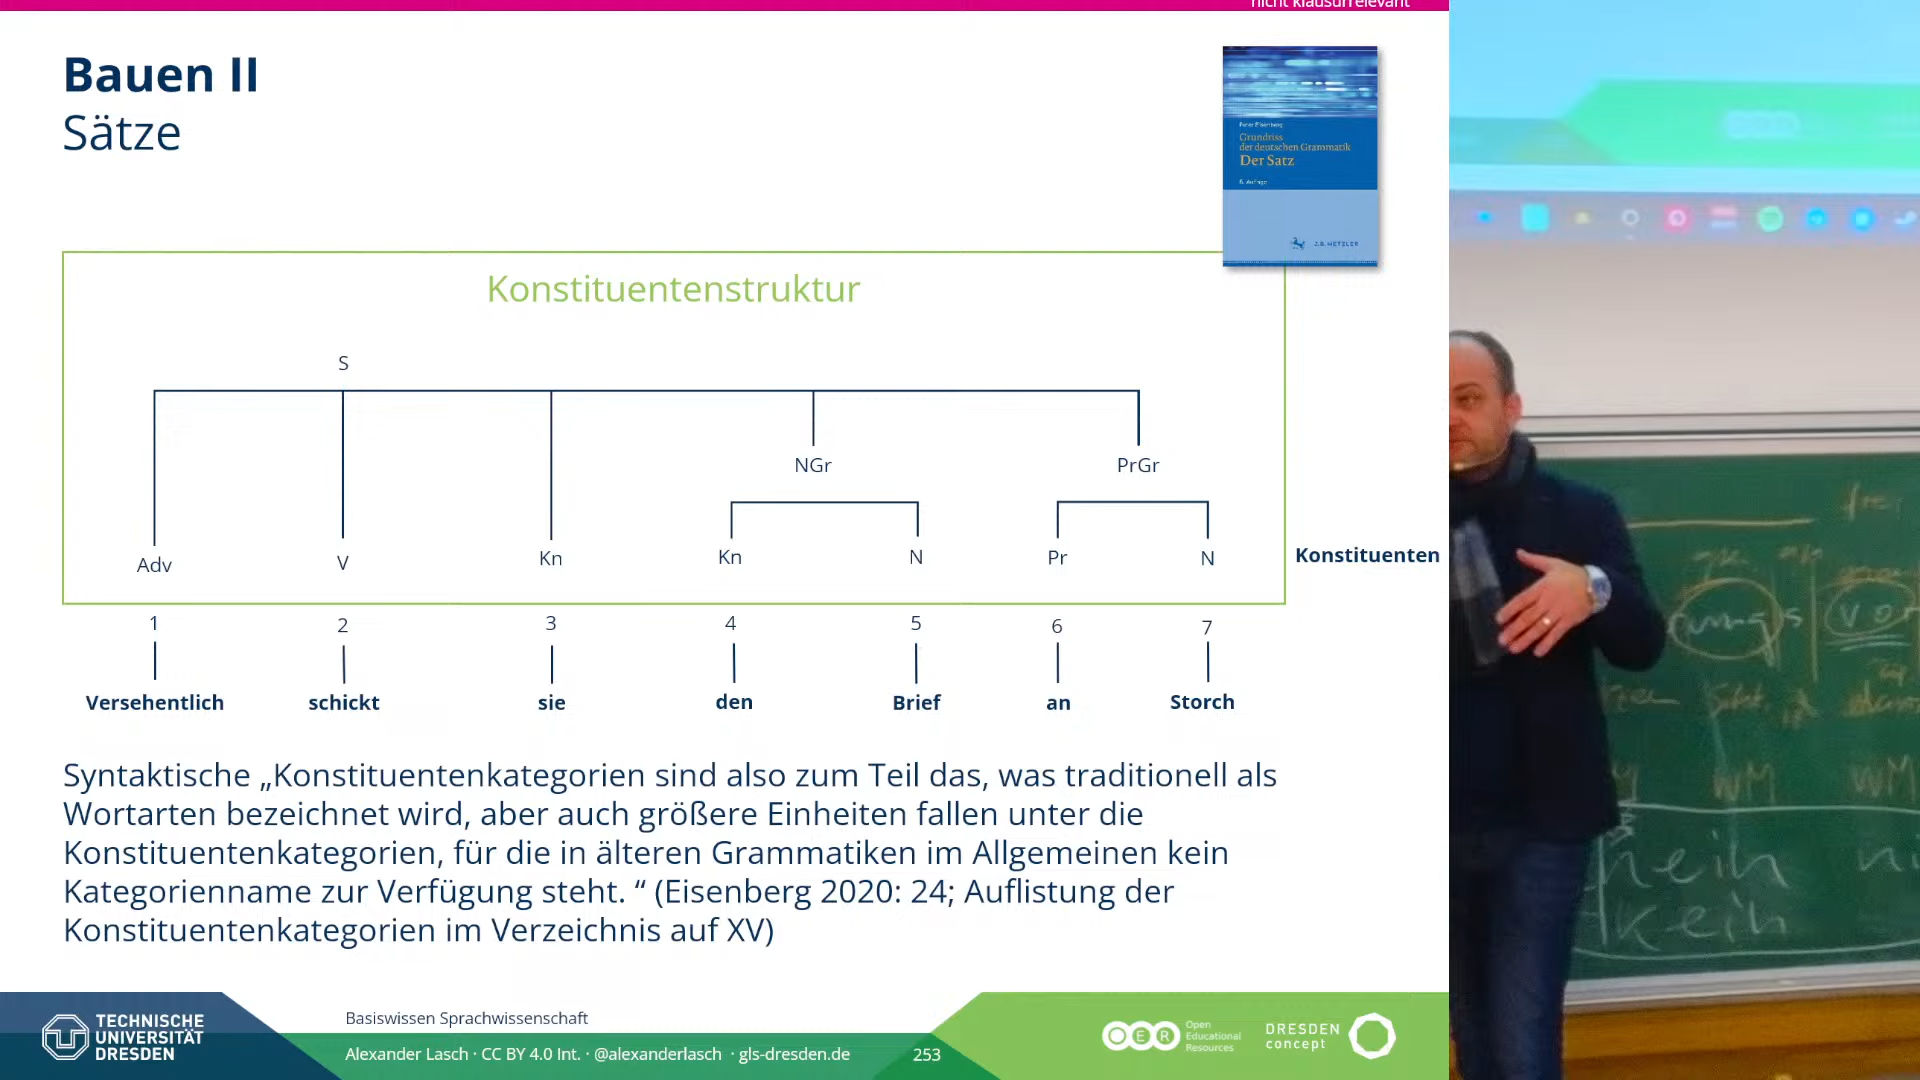 nicht klausurrelevant
Bauen II
Sätze
Peter Eisenberg
Grundriss
der deutschen Grammatik
Der Satz
5. Auflage
J.B. METZLER
Konstituentenstruktur
S
NGr
PrGr
Adv
V
Kn
Kn
N
Pr
N
Konstituenten
1
2
3
4
5
6
7
Versehentlich
schickt
sie
den
Brief
an
Storch
Syntaktische „Konstituentenkategorien sind also zum Teil das, was traditionell als
Wortarten bezeichnet wird, aber auch größere Einheiten fallen unter die
Konstituentenkategorien, für die in älteren Grammatiken im Allgemeinen kein
Kategorienname zur Verfügung steht. “ (Eisenberg 2020: 24; Auflistung der
Konstituentenkategorien im Verzeichnis auf XV)
TECHNISCHE
UNIVERSITÄT
DRESDEN
Basiswissen Sprachwissenschaft
Alexander Lasch · CC BY 4.0 Int. · @alexanderlasch · gls-dresden.de
253
OER
Open
Educational
Resources
DRESDEN
concept
WM
WM
kein